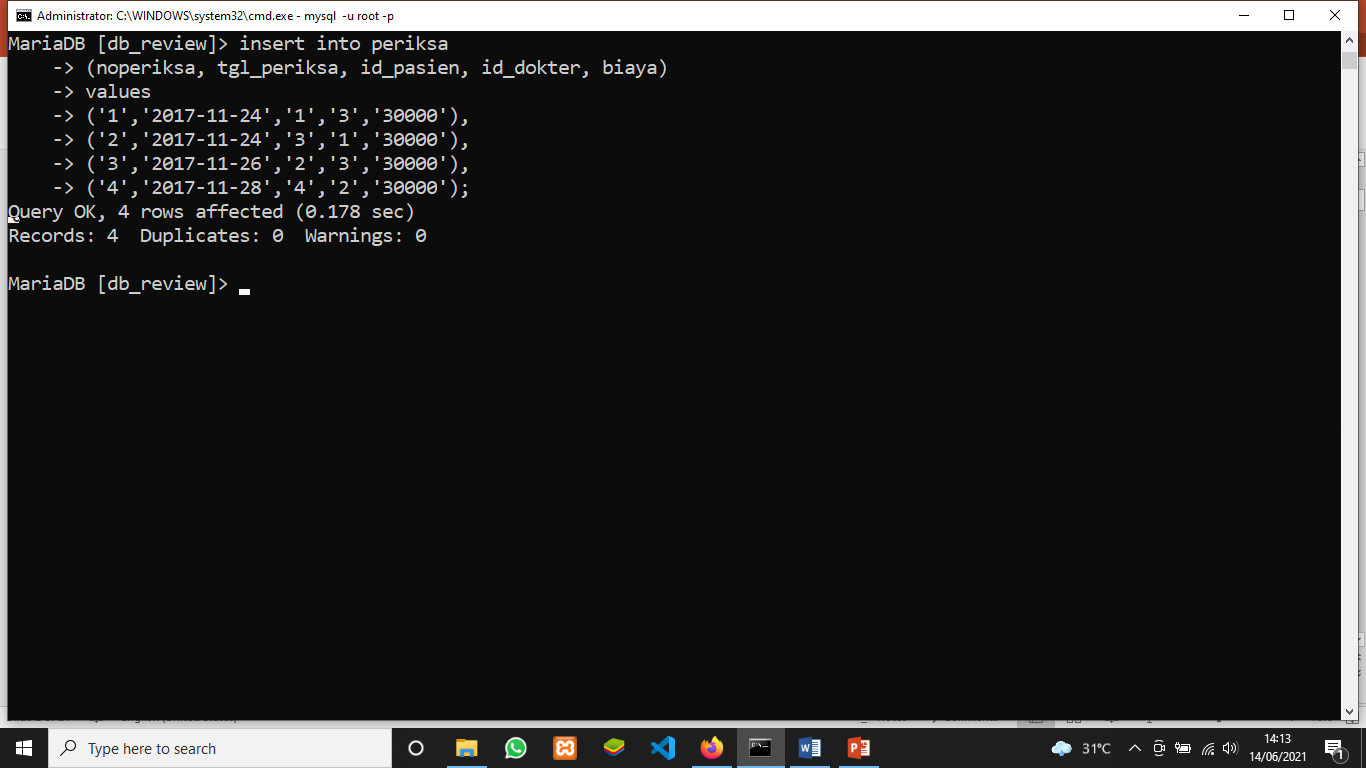 Administrator: C:\WINDOWS\system32\cmd.exe - mysql  -u root -p
MariaDB [db_review]> insert into periksa
    -> (noperiksa, tgl_periksa, id_pasien, id_dokter, biaya)
    -> values
    -> ('1','2017-11-24','1','3','30000'),
    -> ('2','2017-11-24','3','1','30000'),
    -> ('3','2017-11-26','2','3','30000'),
    -> ('4','2017-11-28','4','2','30000');
Query OK, 4 rows affected (0.178 sec)
Records: 4  Duplicates: 0  Warnings: 0
MariaDB [db_review]>
Type here to search
31°C
14:13
14/06/2021
1